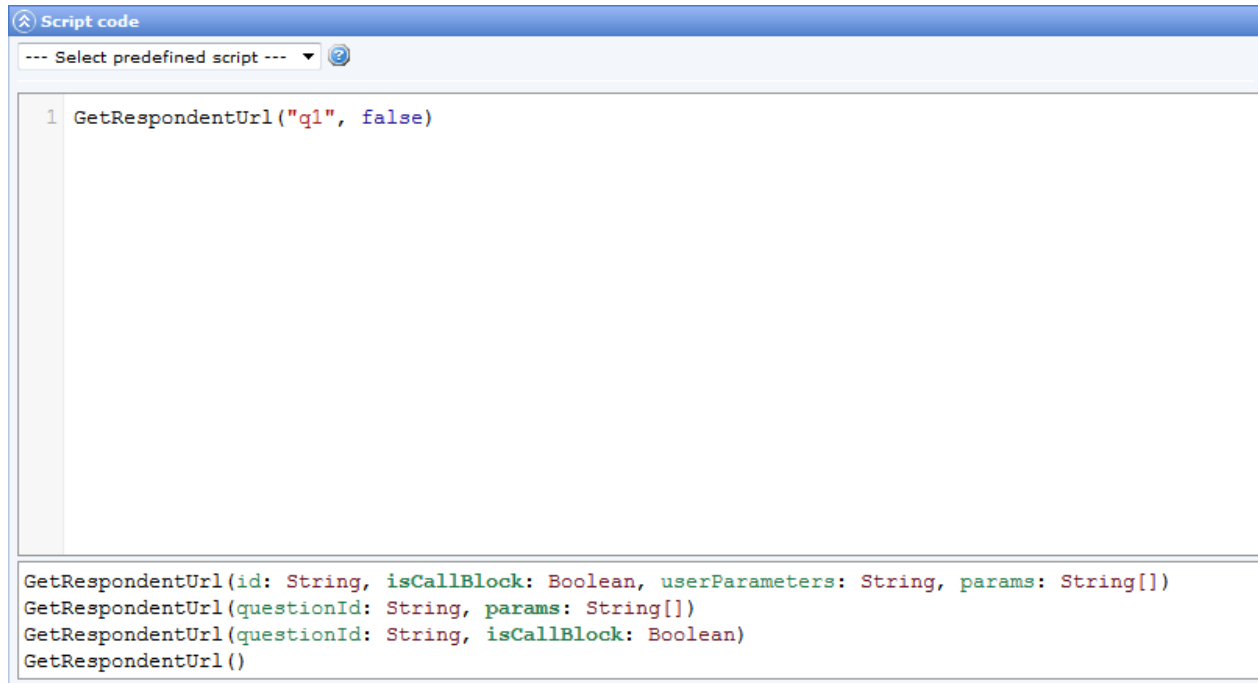 Script code
--- Select predefined script ---
1 GetRespondentUrl("q1", false)
GetRespondentUrl(id: String, isCallBlock: Boolean, userParameters: String, params: String[])
GetRespondentUrl(questionId: String, params: String[])
GetRespondentUrl(questionId: String, isCallBlock: Boolean)
GetRespondentUrl()